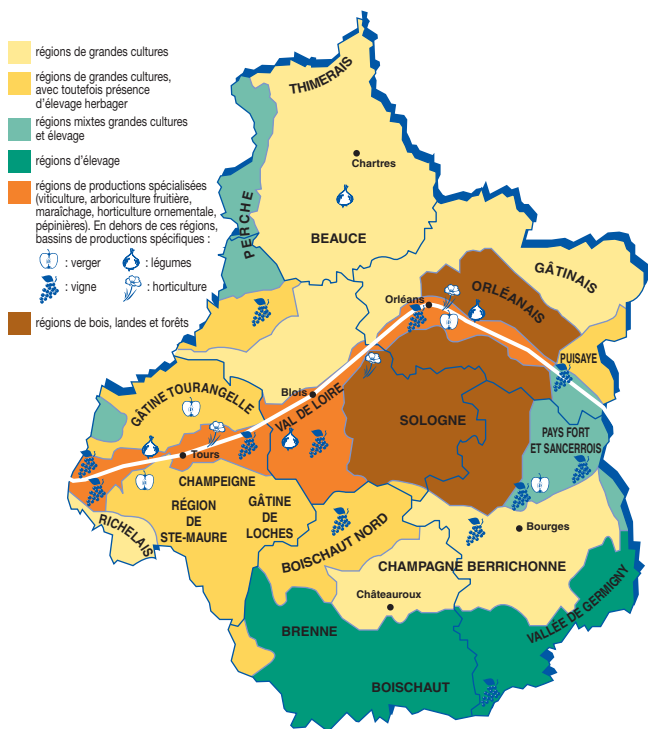 régions de grandes cultures
régions de grandes cultures,
avec toutefois présence
d'élevage herbager
régions mixtes grandes cultures
et élevage
régions d'élevage
régions de productions spécialisées
(viticulture, arboriculture fruitière,
maraîchage, horticulture ornementale,
pépinières). En dehors de ces régions,
bassins de productions spécifiques :
: verger
: légumes
: vigne
: horticulture
régions de bois, landes et forêts
THIMERAIS
Chartres
PERCHE
BEAUCE
GÂTINAIS
Orléans
ORLÉANAIS
PUISAYE
Blois
VAL DE LOIRE
GÂTINE TOURANGELLE
SOLOGNE
PAYS FORT
ET SANCERROIS
Tours
CHAMPEIGNE
RÉGION
DE
STE-MAURE
GÂTINE
DE
LOCHES
RICHELAIS
BOISCHAUT NORD
Bourges
CHAMPAGNE BERRICHONNE
Châteauroux
VALLÉE DE GERMIGNY
BRENNE
BOISCHAUT